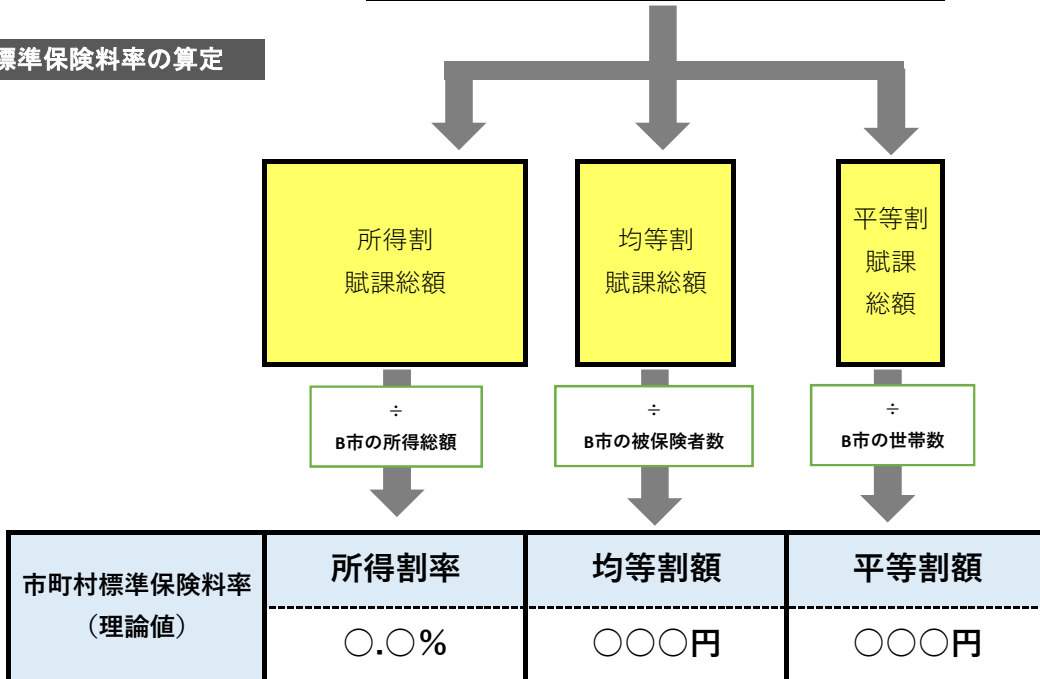 標準保険料率の算定
所得割
賦課総額
均等割
賦課総額
平等割
賦課
総額
÷
B市の所得総額
÷
B市の被保険者数
÷
B市の世帯数
市町村標準保険料率
（理論値）
所得割率
均等割額
平等割額
○.○%
○○○円
○○○円